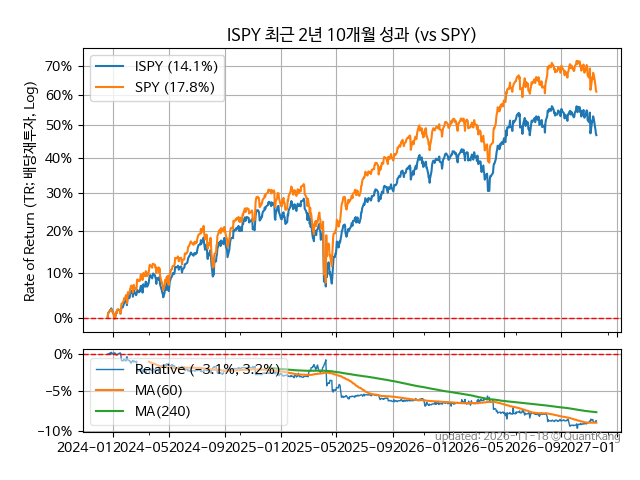 ISPY 최근 2년 10개월 성과 (vs SPY)
Rate of Return (TR: 배당재투자, Log)
70%
60%
50%
40%
30%
20%
10%
0%
ISPY (14.1%)
SPY (17.8%)
0%
−5%
−10%
Relative (−3.1%, 3.2%)
MA(60)
MA(240)
updated: 2026-11-18 © QuantKang
2024-01 2024-05 2024-09 2025-01 2025-05 2025-09 2026-01 2026-05 2026-09 2027-01